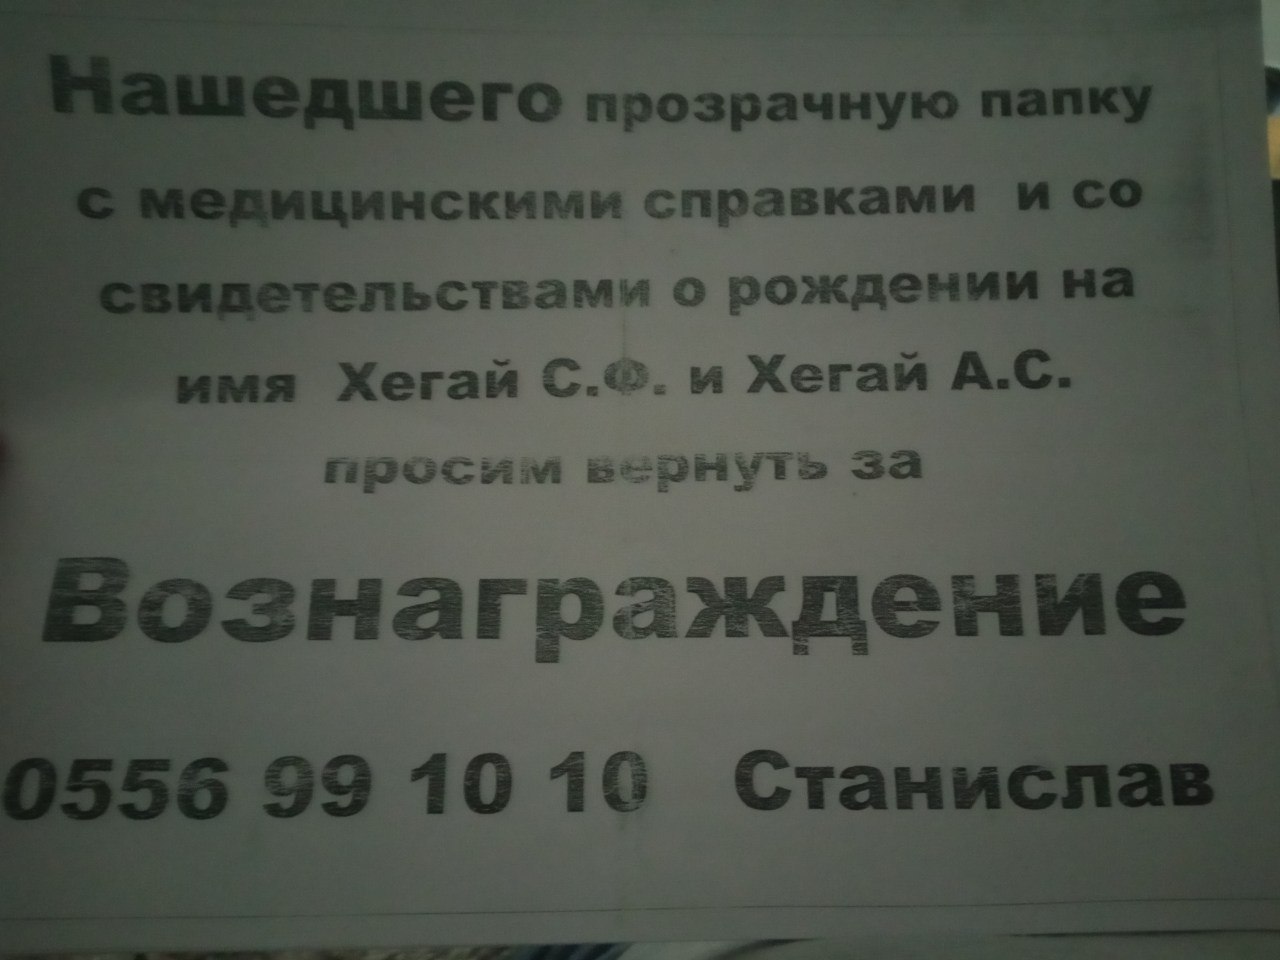 Нашедшего прозрачную папку
с медицинскими справками и со
свидетельствами о рождении на
имя Хегай С.Ф. и Хегай А.С.
просим вернуть за
Вознаграждение
0556 99 10 10 Станислав